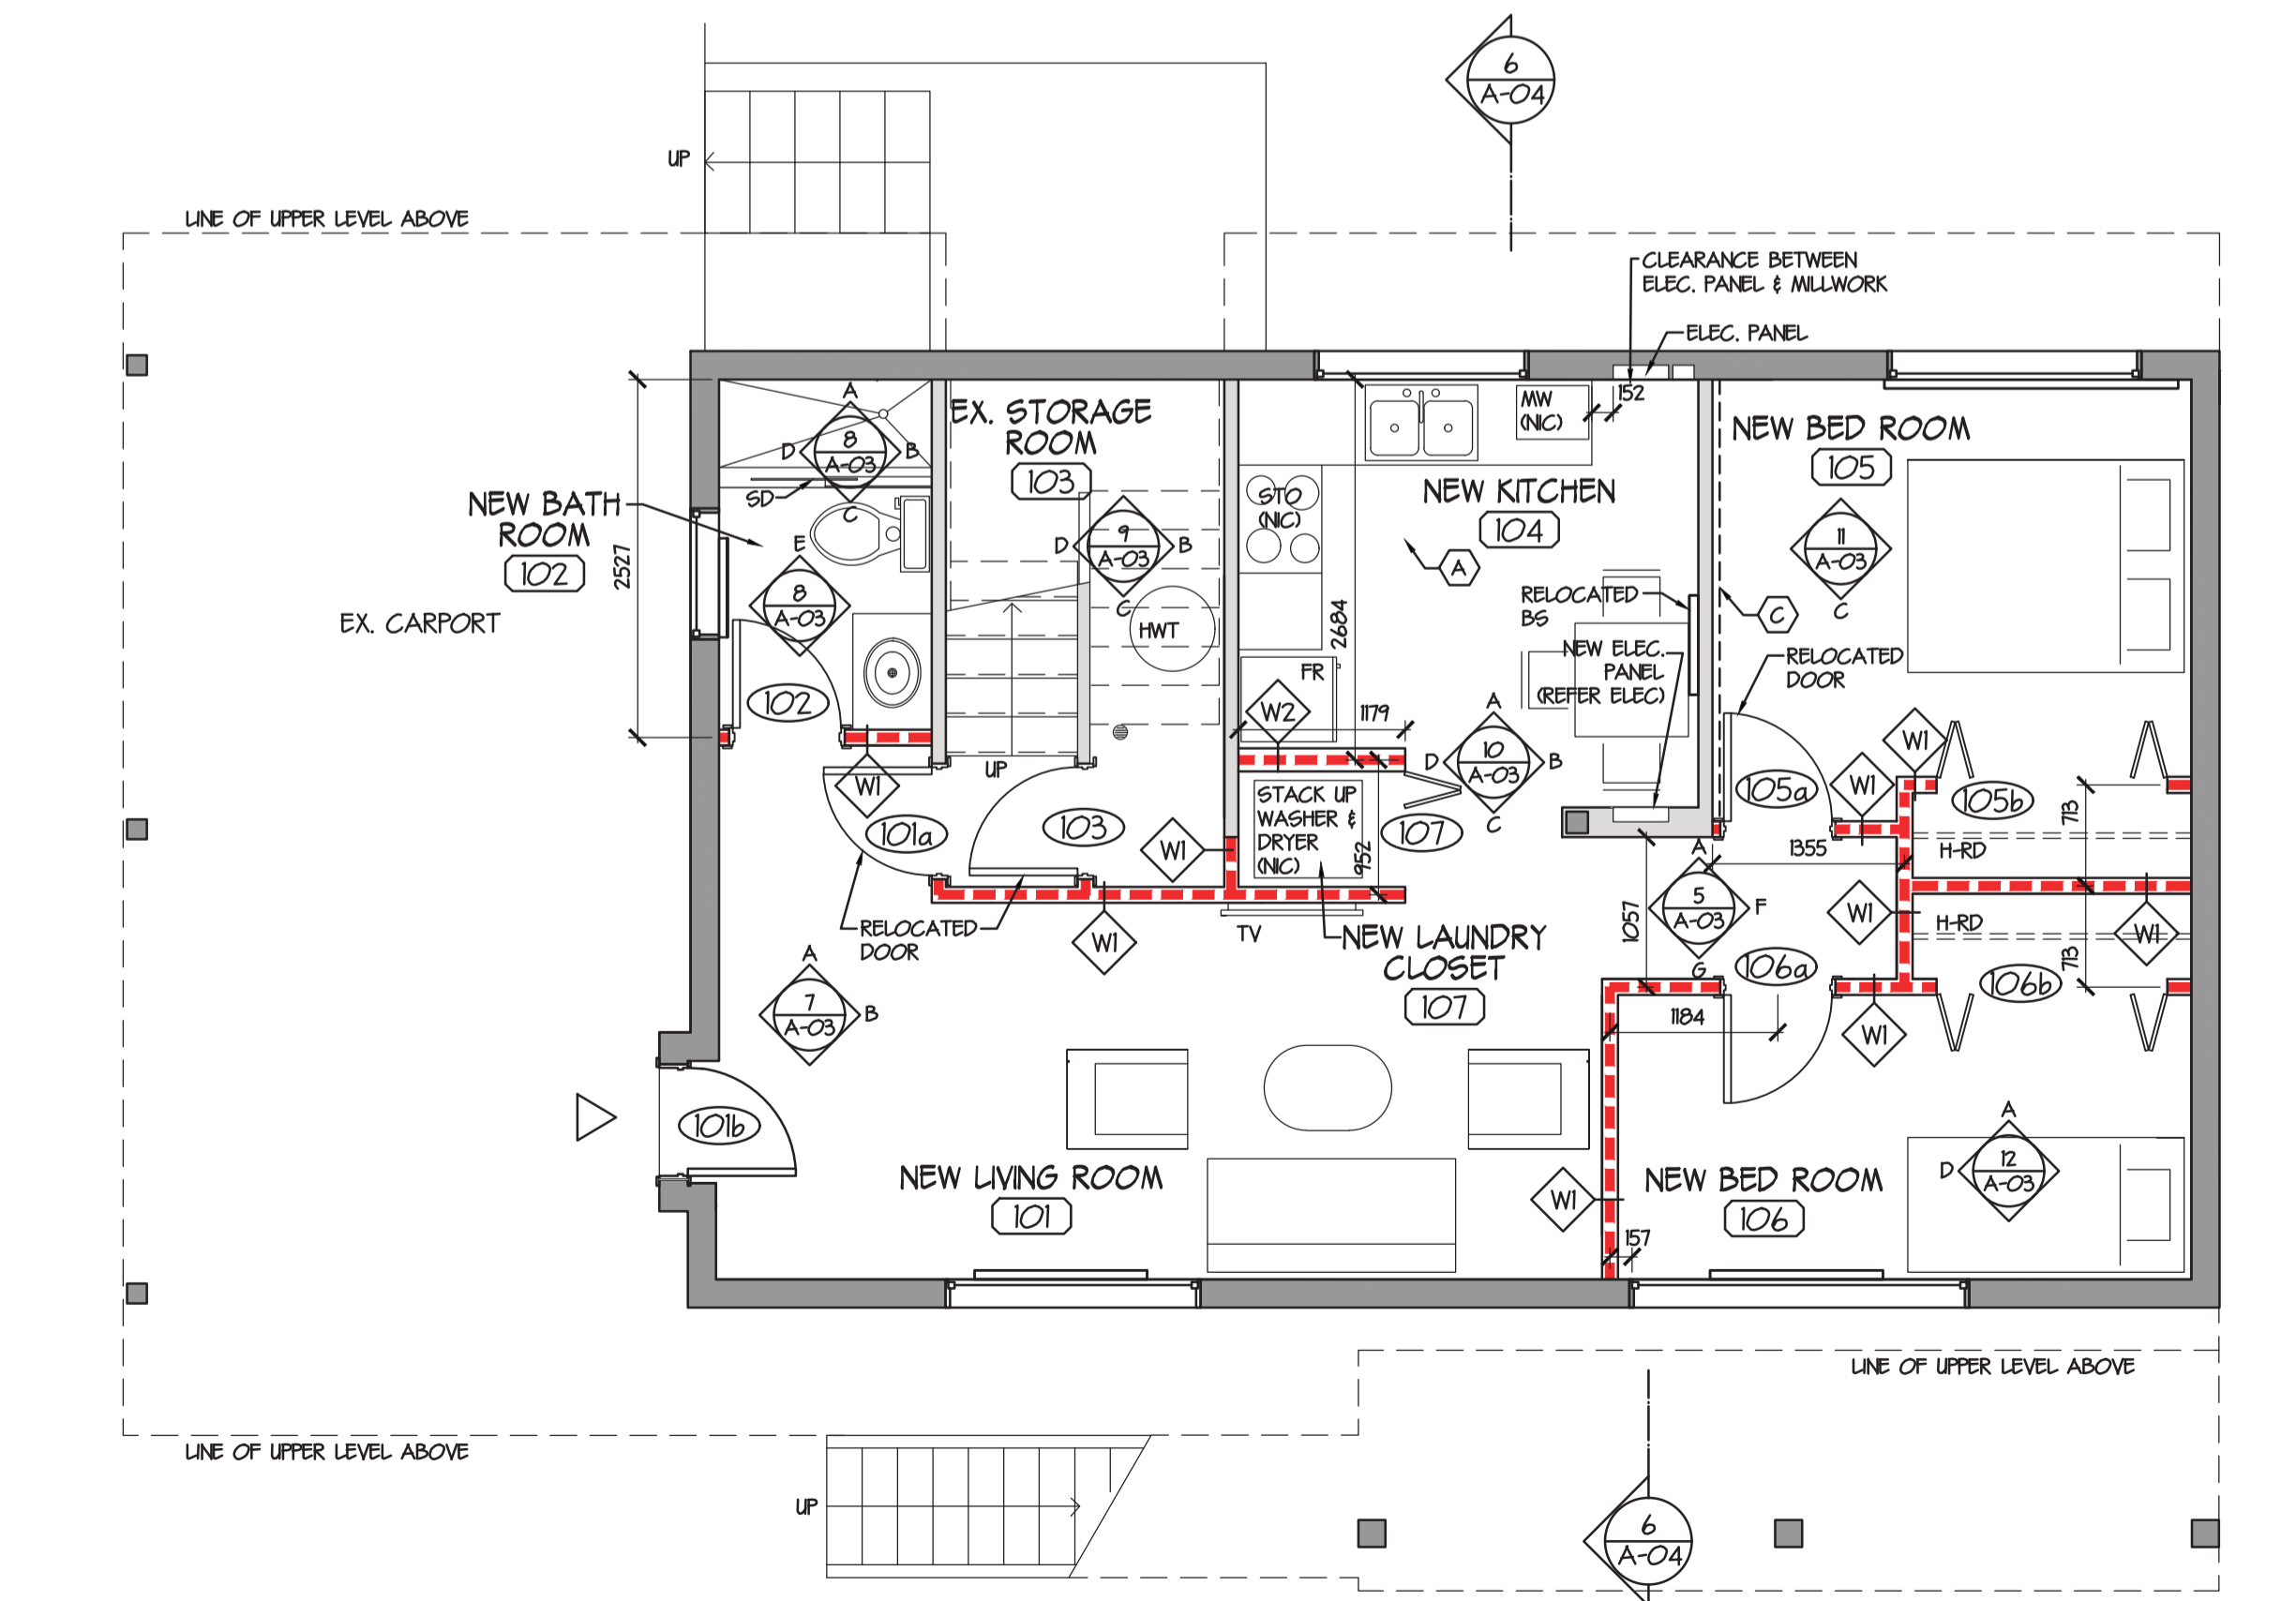 6
A-04
UP
LINE OF UPPER LEVEL ABOVE
CLEARANCE BETWEEN
ELEC. PANEL & MILLWORK
ELEC. PANEL
152
MW
(NIC)
A
8
A-03
D
B
C
EX. STORAGE
ROOM
103
NEW BED ROOM
105
SD
NEW BATH
ROOM
102
2527
STO
(NIC)
NEW KITCHEN
104
9
A-03
D
B
C
11
A-03
C
A
E
8
A-03
EX. CARPORT
HWT
2684
RELOCATED
BS
C
NEW ELEC.
PANEL
(REFER ELEC)
RELOCATED
DOOR
FR
102
W2
1179
A
10
A-03
D
B
C
W1
UP
W1
W1
105a
105b
713
STACK UP
WASHER &
DRYER
(NIC)
952
107
101a
103
W1
1355
H-RD
A
5
A-03
F
G
1057
W1
H-RD
W1
713
RELOCATED
DOOR
W1
TV
NEW LAUNDRY
CLOSET
107
106a
106b
A
7
A-03
B
1184
W1
101b
NEW LIVING ROOM
101
W1
NEW BED ROOM
106
A
12
A-03
D
157
LINE OF UPPER LEVEL ABOVE
LINE OF UPPER LEVEL ABOVE
UP
6
A-04